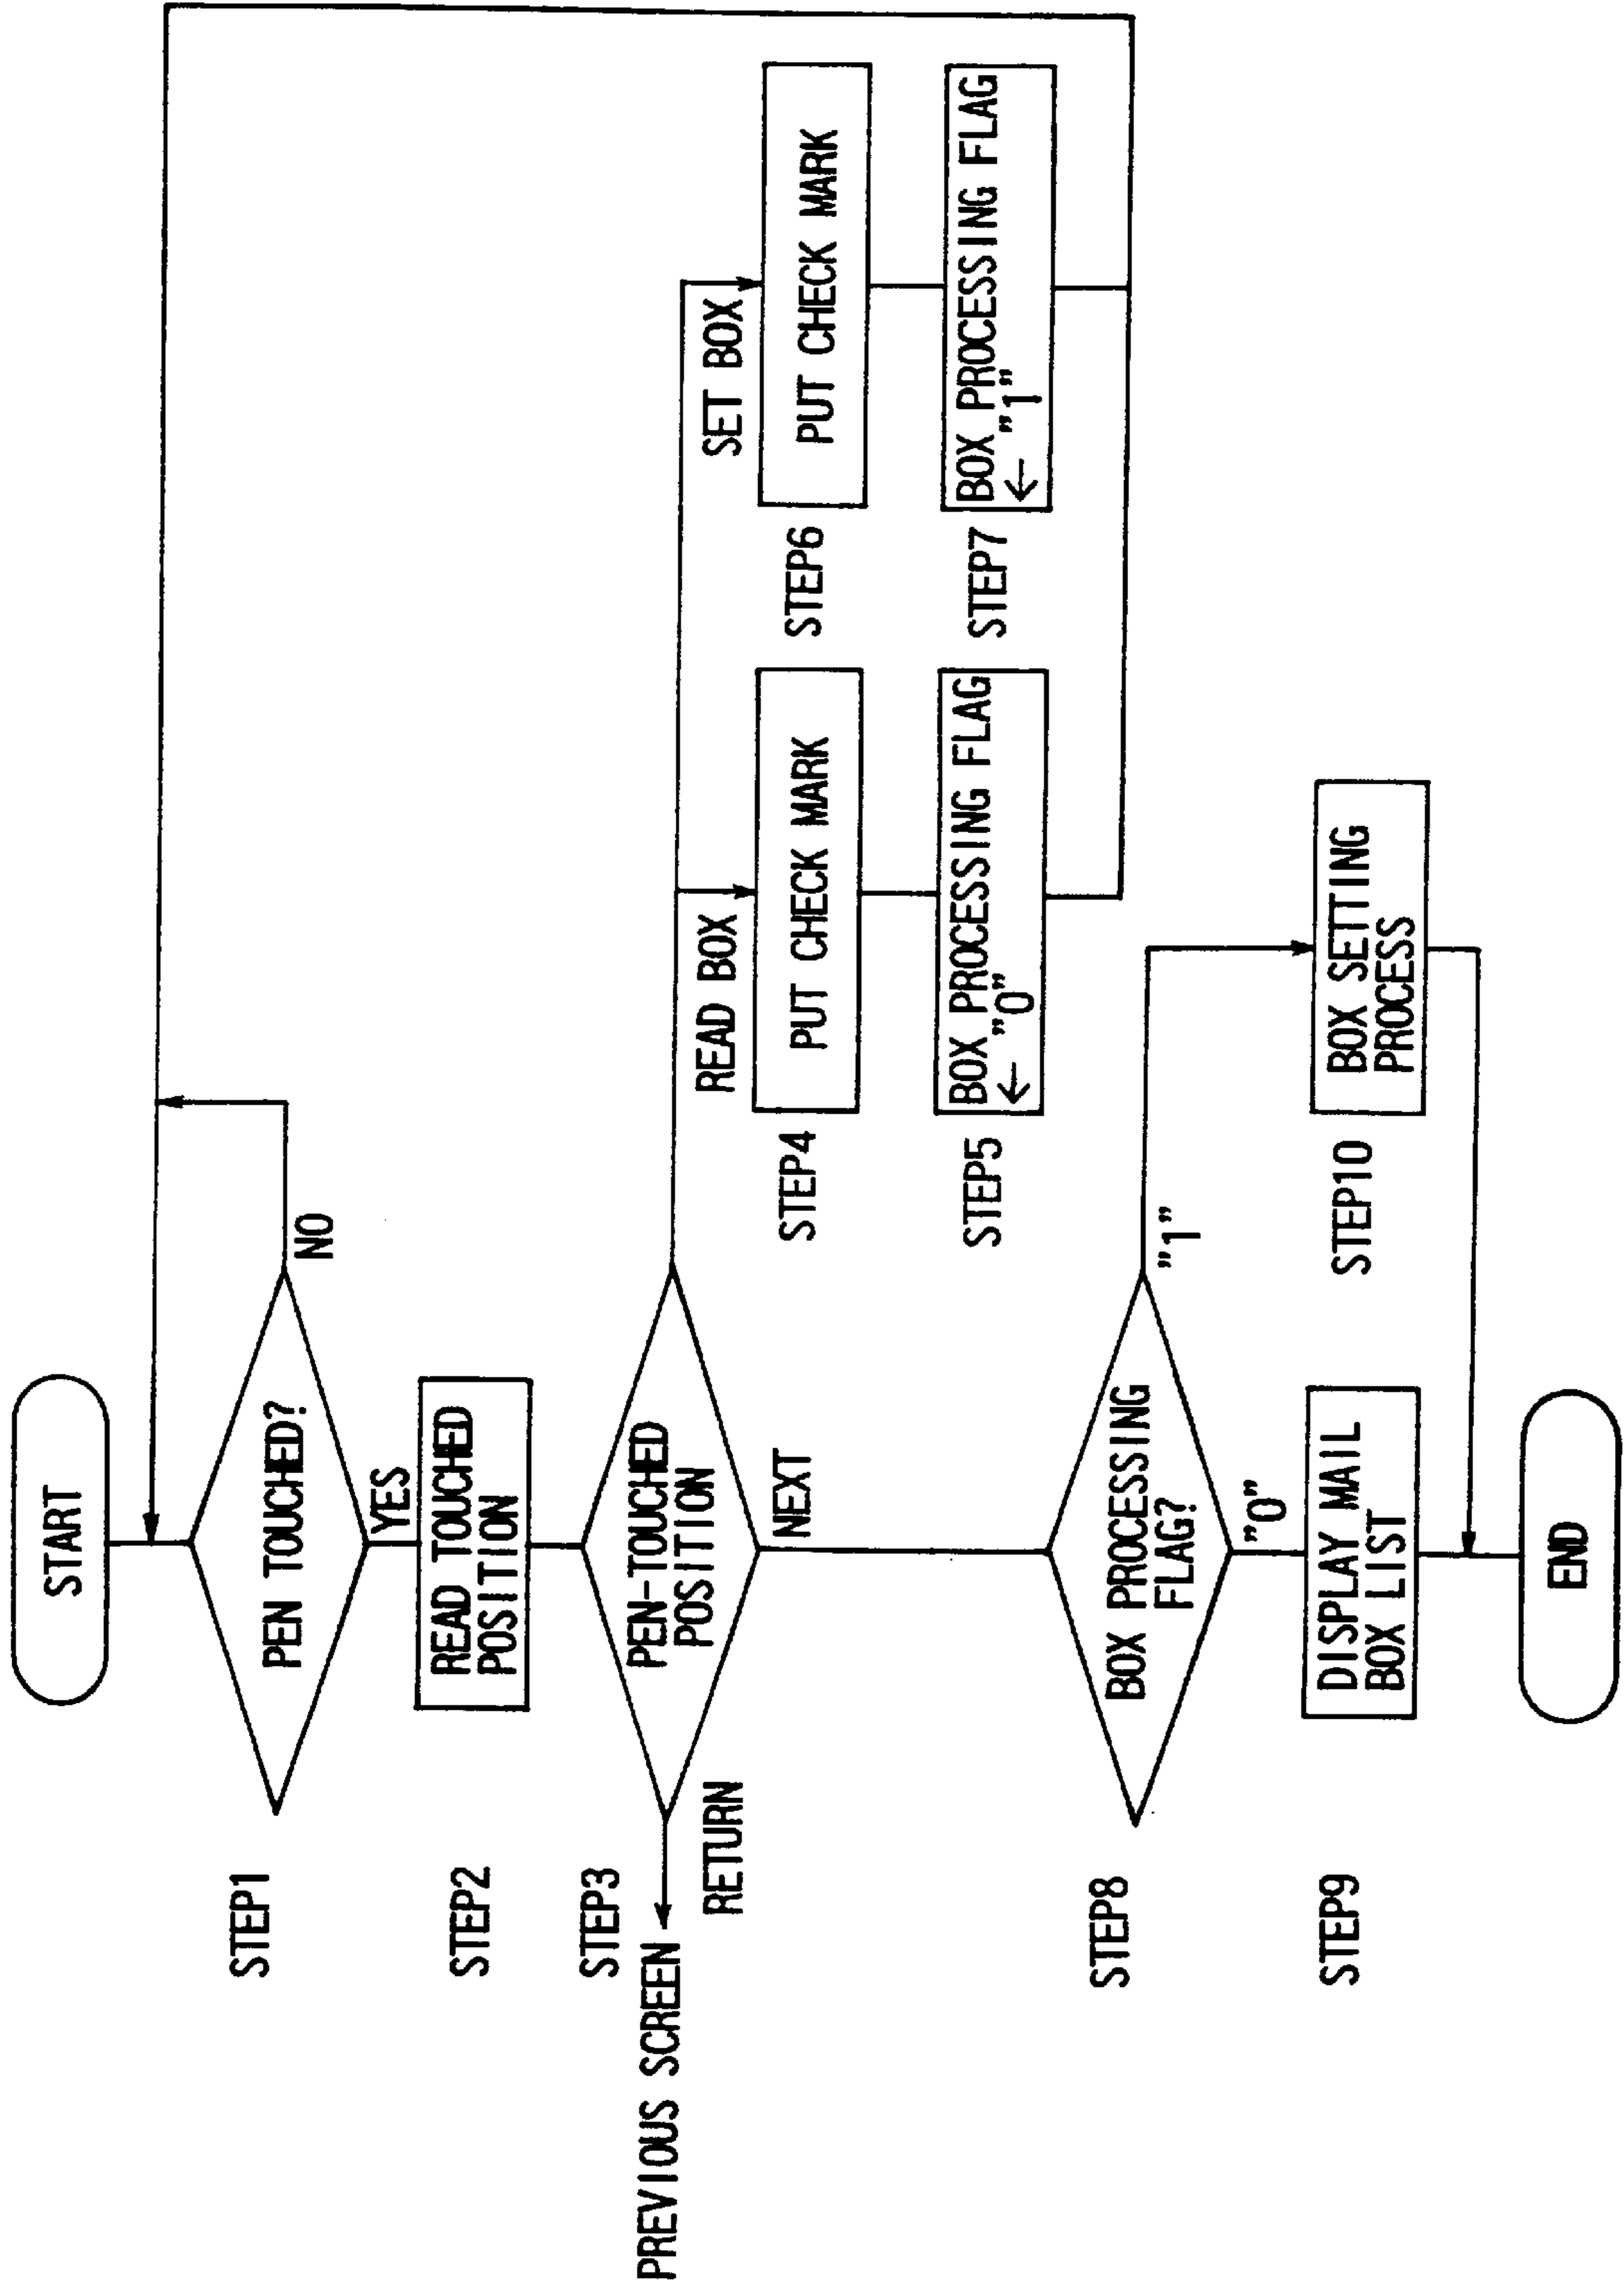 START
STEP1
PEN TOUCHED?
NO
YES
STEP2
READ TOUCHED
POSITION
STEP3
PEN-TOUCHED
POSITION
PREVIOUS SCREEN
RETURN
NEXT
READ BOX
SET BOX
STEP4
PUT CHECK MARK
STEP6
PUT CHECK MARK
STEP5
BOX PROCESSING FLAG
← "0"
STEP7
BOX PROCESSING FLAG
← "1"
STEP8
BOX PROCESSING
FLAG?
"1"
"0"
STEP9
DISPLAY MAIL
BOX LIST
STEP10
BOX SETTING
PROCESS
END